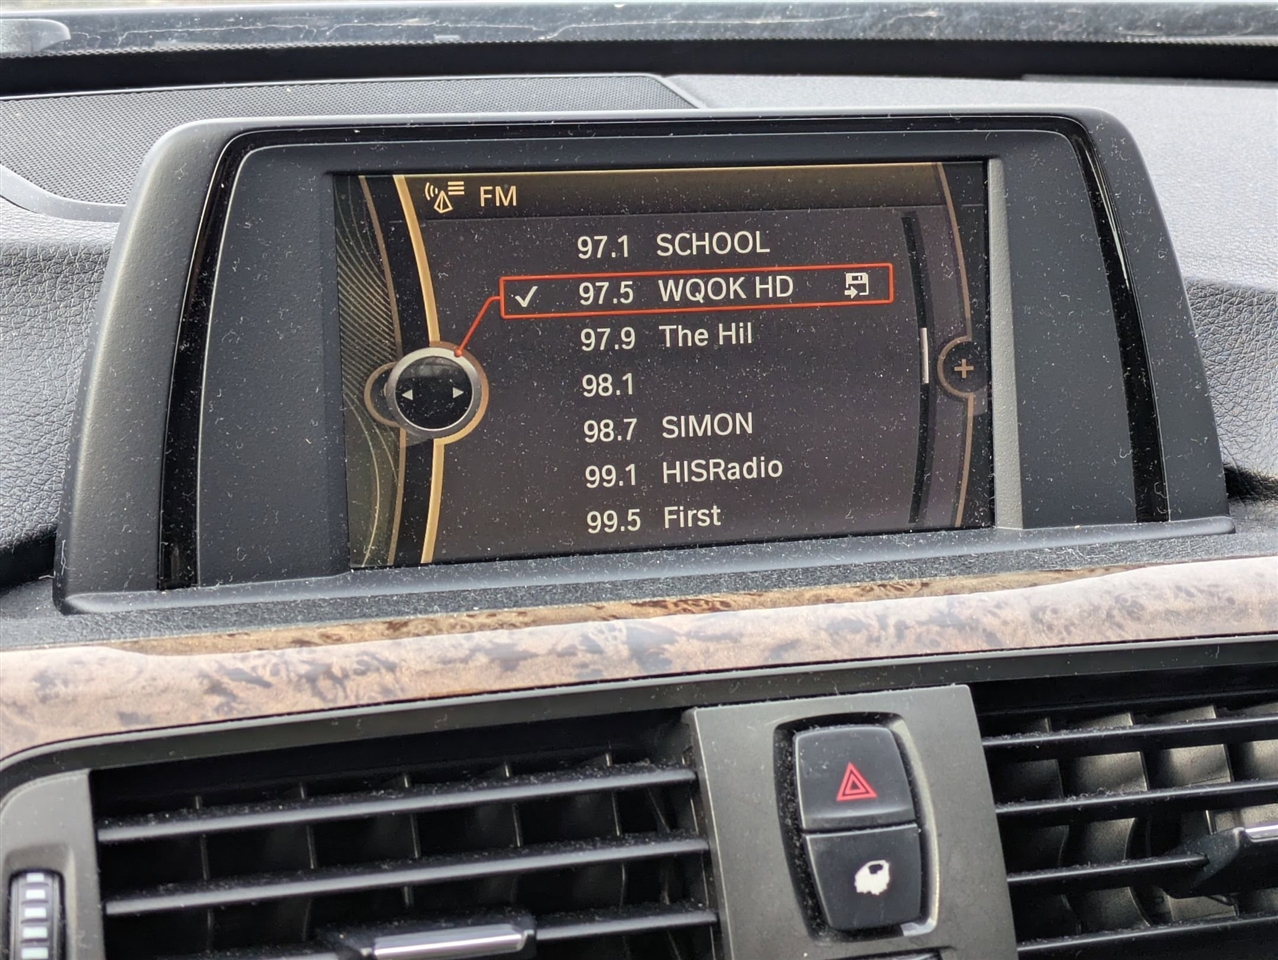 FM
97.1 SCHOOL
97.5 WQOK HD
97.9 The Hil
98.1
98.7 SIMON
99.1 HISRadio
99.5 First